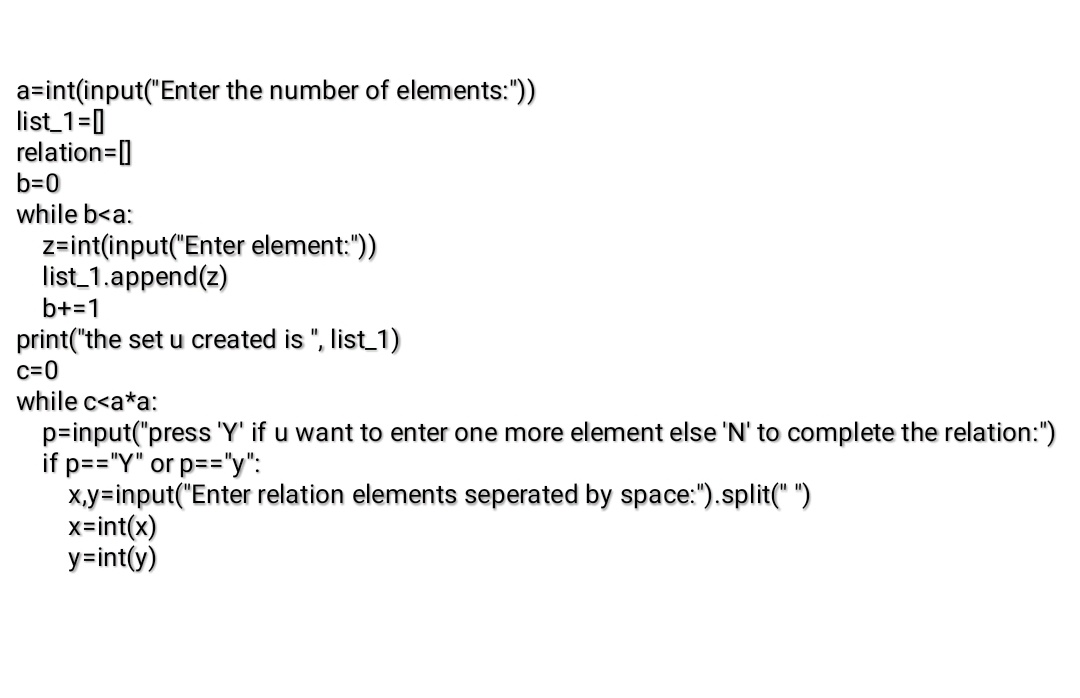 a=int(input("Enter the number of elements:"))
list_1=[]
relation=[]
b=0
while b<a:
    z=int(input("Enter element:"))
    list_1.append(z)
    b+=1
print("the set u created is ", list_1)
c=0
while c<a*a:
    p=input("press 'Y' if u want to enter one more element else 'N' to complete the relation:")
    if p=="Y" or p=="y":
        x,y=input("Enter relation elements seperated by space:").split(" ")
        x=int(x)
        y=int(y)